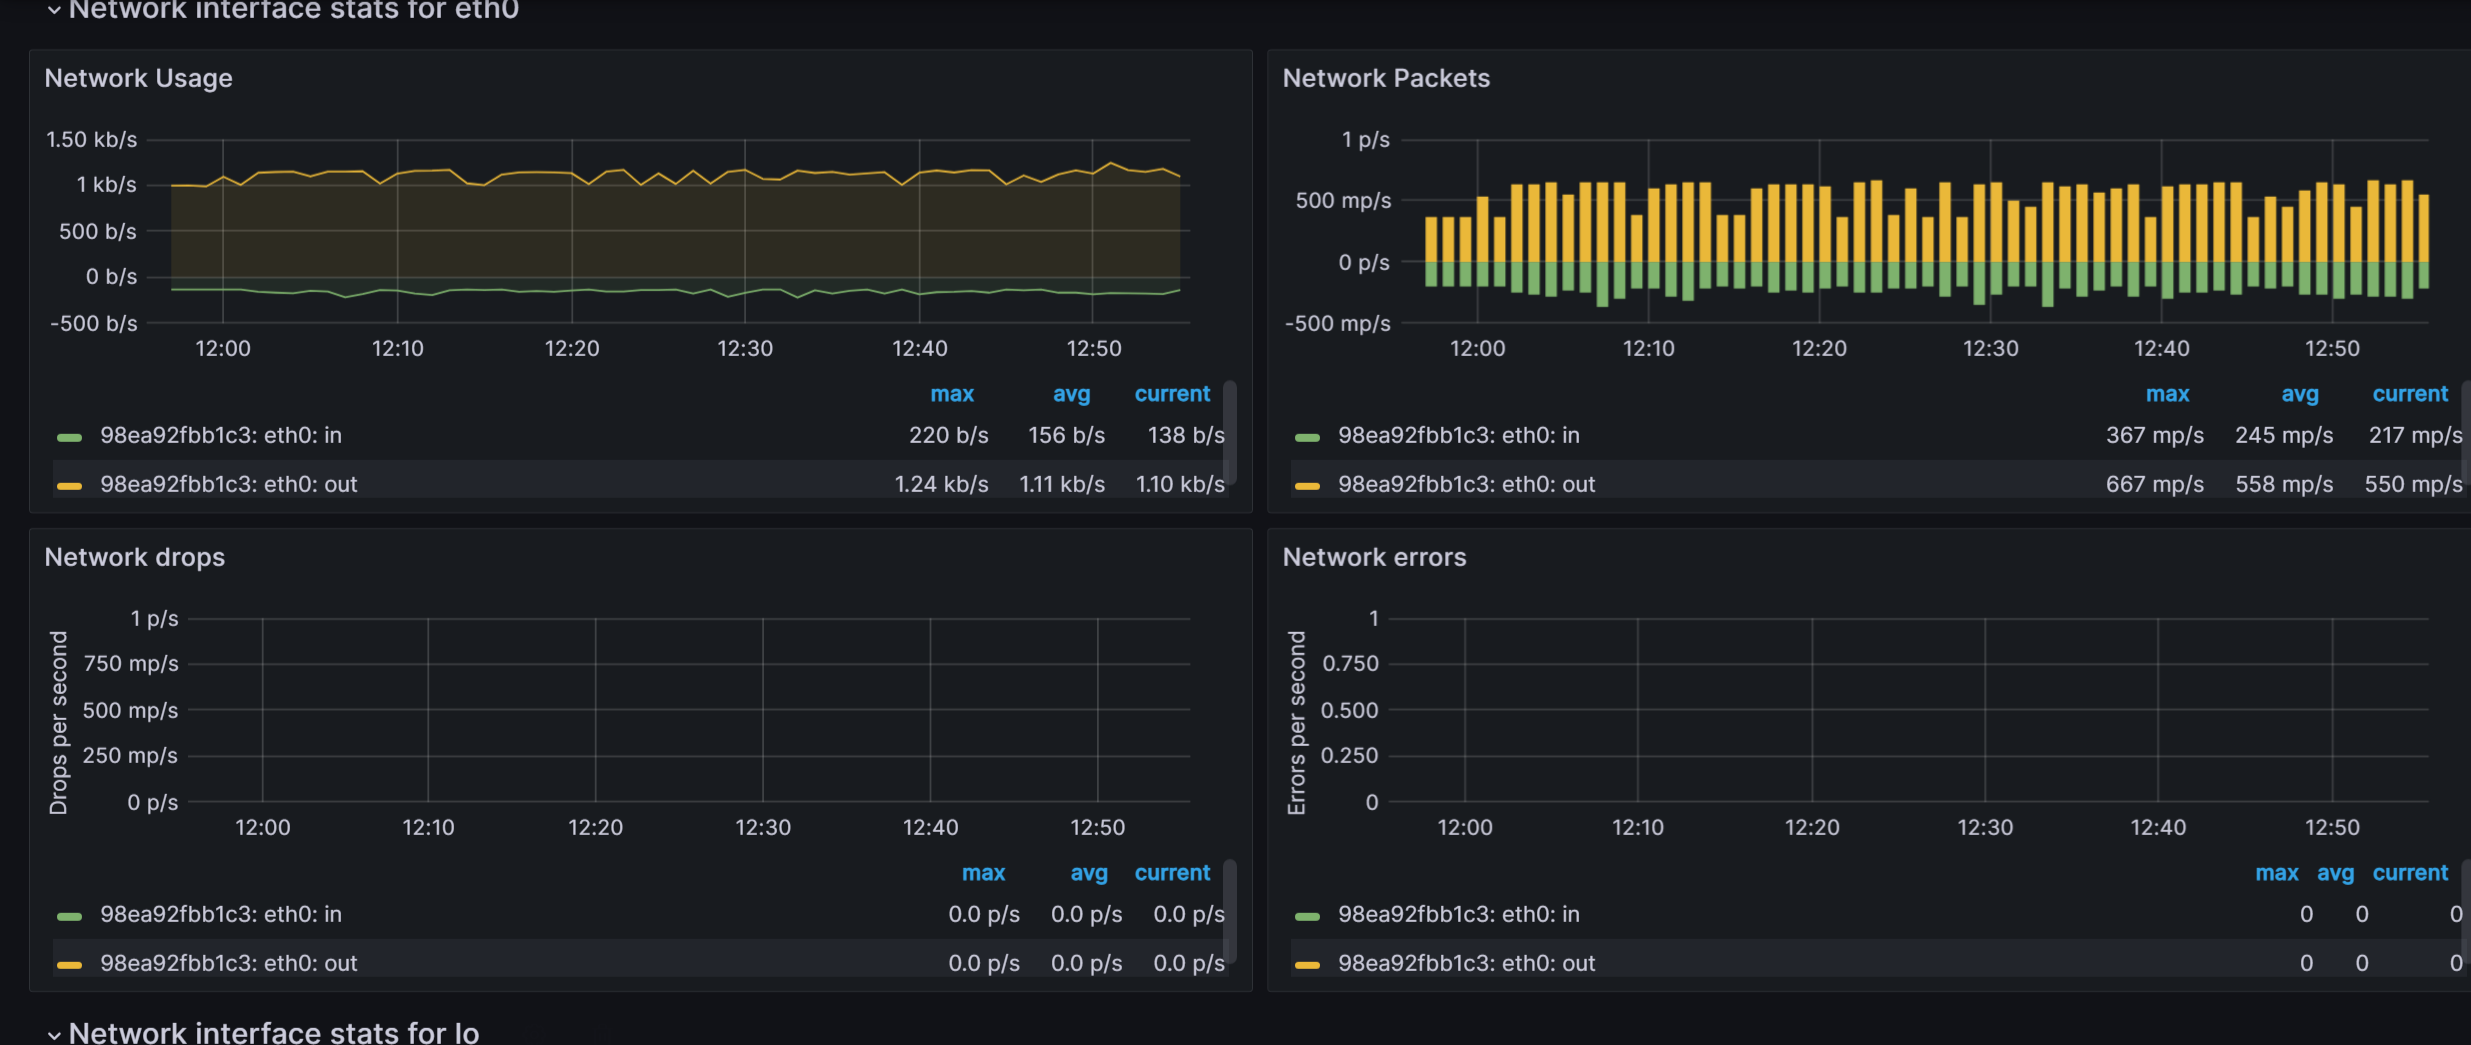 Network interface stats for eth0
Network Usage
1.50 kb/s
1 kb/s
500 b/s
0 b/s
-500 b/s
12:00 12:10 12:20 12:30 12:40 12:50
max avg current
98ea92fbb1c3: eth0: in 220 b/s 156 b/s 138 b/s
98ea92fbb1c3: eth0: out 1.24 kb/s 1.11 kb/s 1.10 kb/s
Network Packets
1 p/s
500 mp/s
0 p/s
-500 mp/s
12:00 12:10 12:20 12:30 12:40 12:50
max avg current
98ea92fbb1c3: eth0: in 367 mp/s 245 mp/s 217 mp/s
98ea92fbb1c3: eth0: out 667 mp/s 558 mp/s 550 mp/s
Network drops
Drops per second
1 p/s
750 mp/s
500 mp/s
250 mp/s
0 p/s
12:00 12:10 12:20 12:30 12:40 12:50
max avg current
98ea92fbb1c3: eth0: in 0.0 p/s 0.0 p/s 0.0 p/s
98ea92fbb1c3: eth0: out 0.0 p/s 0.0 p/s 0.0 p/s
Network errors
Errors per second
1
0.750
0.500
0.250
0
12:00 12:10 12:20 12:30 12:40 12:50
max avg current
98ea92fbb1c3: eth0: in 0 0 0
98ea92fbb1c3: eth0: out 0 0 0
Network interface stats for lo